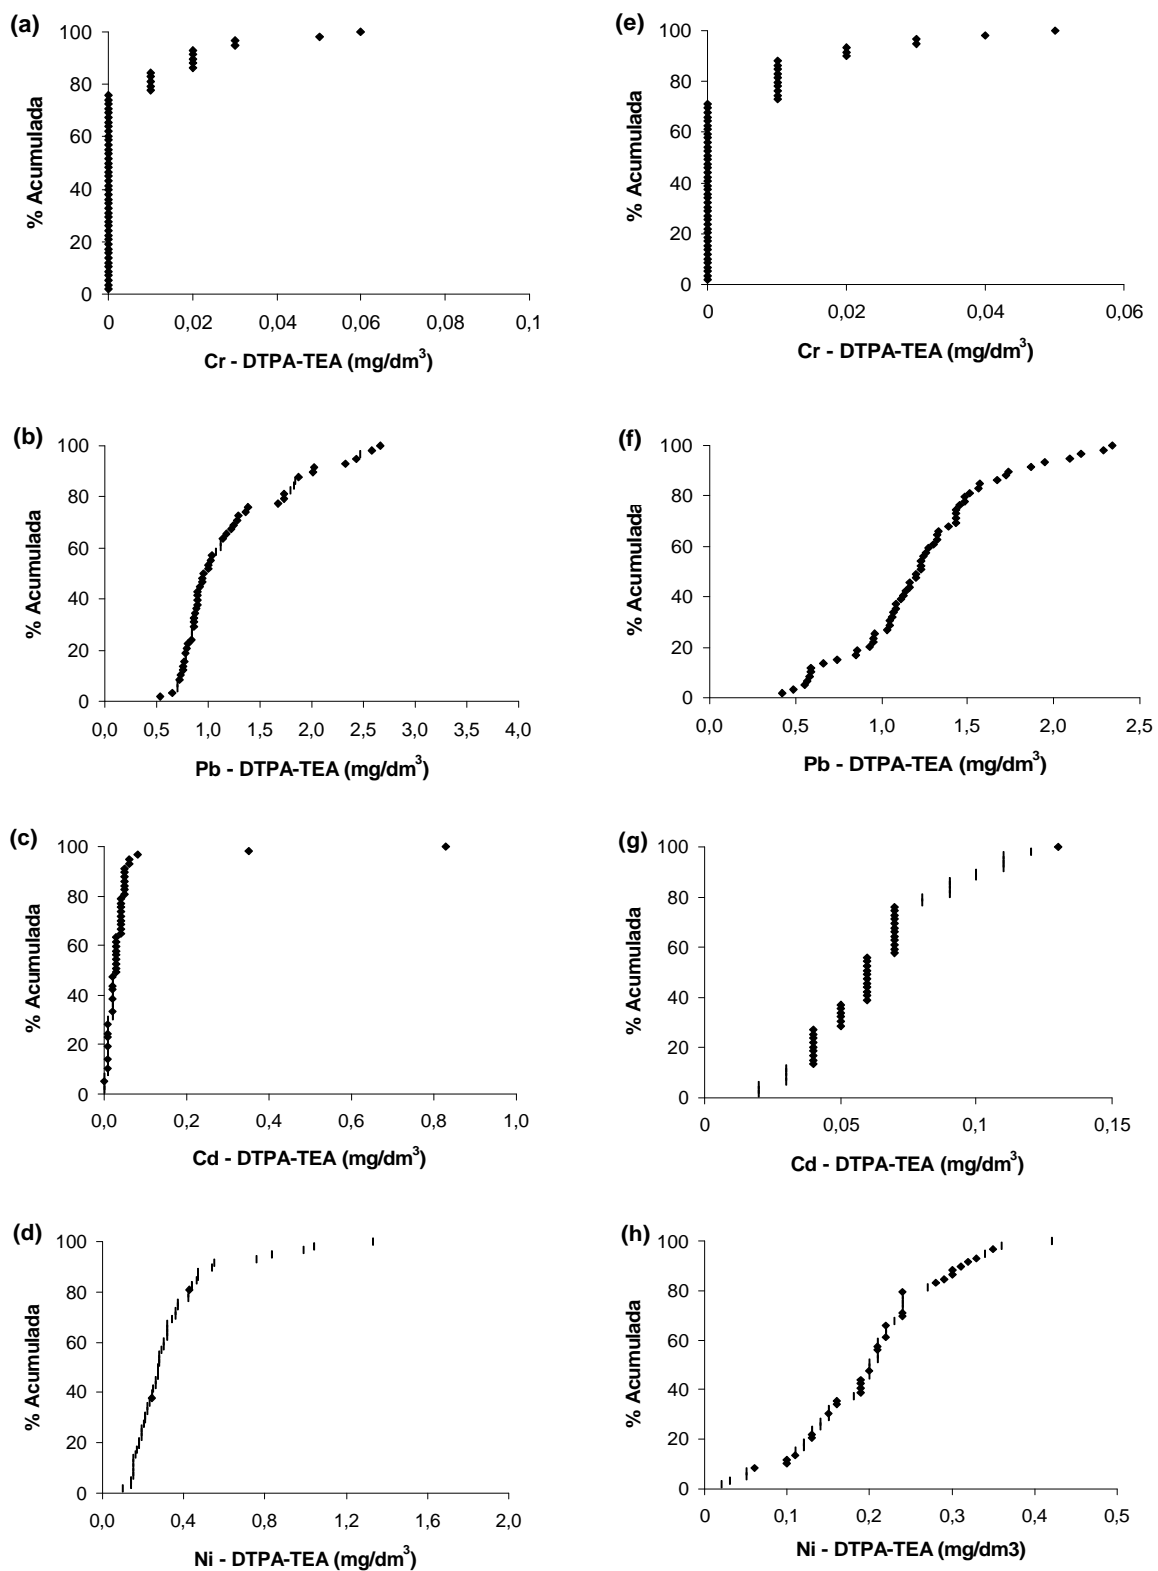 (a)
% Acumulada
100
80
60
40
20
0
0 0,02 0,04 0,06 0,08 0,1
Cr - DTPA-TEA (mg/dm³)
(e)
% Acumulada
100
80
60
40
20
0
0 0,02 0,04 0,06
Cr - DTPA-TEA (mg/dm³)
(b)
% Acumulada
100
80
60
40
20
0
0,0 0,5 1,0 1,5 2,0 2,5 3,0 3,5 4,0
Pb - DTPA-TEA (mg/dm³)
(f)
% Acumulada
100
80
60
40
20
0
0,0 0,5 1,0 1,5 2,0 2,5
Pb - DTPA-TEA (mg/dm³)
(c)
% Acumulada
100
80
60
40
20
0
0,0 0,2 0,4 0,6 0,8 1,0
Cd - DTPA-TEA (mg/dm³)
(g)
% Acumulada
100
80
60
40
20
0
0 0,05 0,1 0,15
Cd - DTPA-TEA (mg/dm³)
(d)
% Acumulada
100
80
60
40
20
0
0,0 0,4 0,8 1,2 1,6 2,0
Ni - DTPA-TEA (mg/dm³)
(h)
% Acumulada
100
80
60
40
20
0
0 0,1 0,2 0,3 0,4 0,5
Ni - DTPA-TEA (mg/dm3)